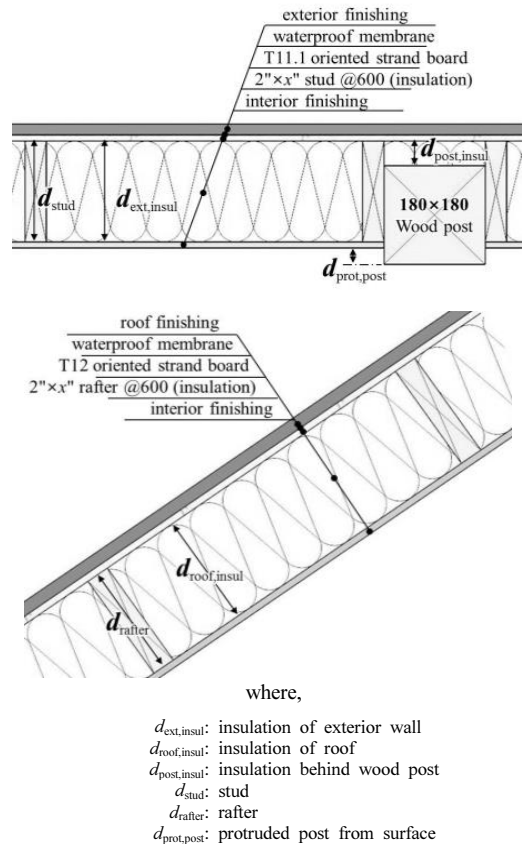 exterior finishing
waterproof membrane
T11.1 oriented strand board
2"×x" stud @600 (insulation)
interior finishing
d_stud
d_ext,insul
d_post,insul
180×180
Wood post
d_prot,post
roof finishing
waterproof membrane
T12 oriented strand board
2"×x" rafter @600 (insulation)
interior finishing
d_roof,insul
d_rafter
where,
d_ext,insul: insulation of exterior wall
d_roof,insul: insulation of roof
d_post,insul: insulation behind wood post
d_stud: stud
d_rafter: rafter
d_prot,post: protruded post from surface